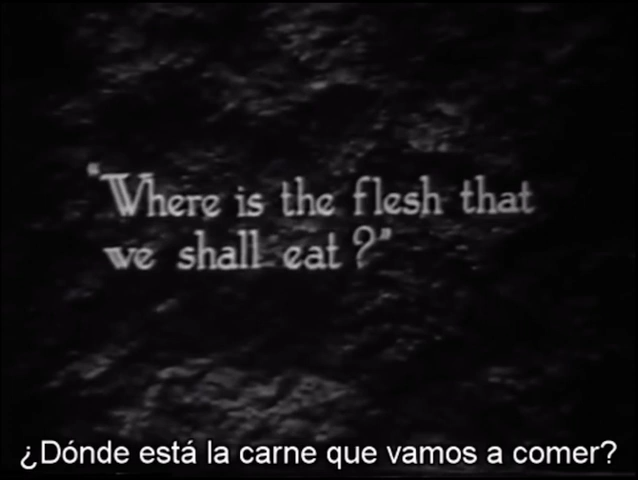 "Where is the flesh that
we shall eat?"
¿Dónde está la carne que vamos a comer?